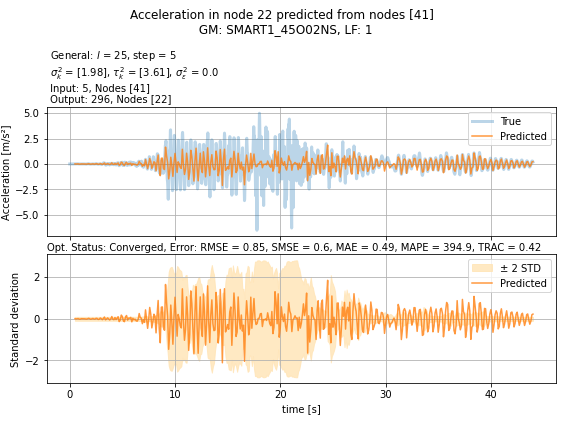 Acceleration in node 22 predicted from nodes [41]
GM: SMART1_45O02NS, LF: 1
General: l = 25, step = 5
σ²ₖ = [1.98], τ²ₖ = [3.61], σ²ε = 0.0
Input: 5, Nodes [41]
Output: 296, Nodes [22]
Acceleration [m/s²]
5.0
2.5
0.0
−2.5
−5.0
True
Predicted
Opt. Status: Converged, Error: RMSE = 0.85, SMSE = 0.6, MAE = 0.49, MAPE = 394.9, TRAC = 0.42
Standard deviation
2
0
−2
± 2 STD
Predicted
0 10 20 30 40
time [s]